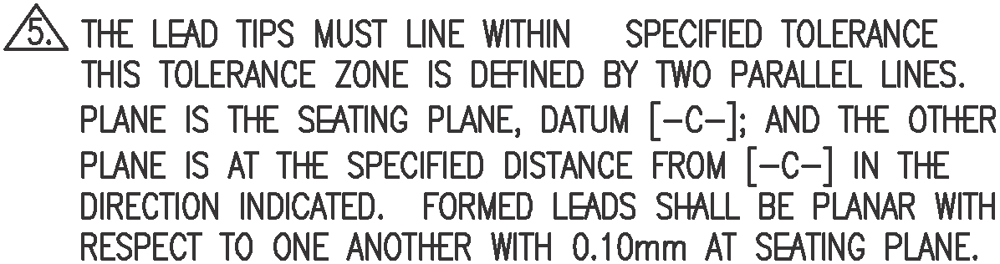 5. THE LEAD TIPS MUST LINE WITHIN SPECIFIED TOLERANCE
THIS TOLERANCE ZONE IS DEFINED BY TWO PARALLEL LINES.
PLANE IS THE SEATING PLANE, DATUM [-C-]; AND THE OTHER
PLANE IS AT THE SPECIFIED DISTANCE FROM [-C-] IN THE
DIRECTION INDICATED. FORMED LEADS SHALL BE PLANAR WITH
RESPECT TO ONE ANOTHER WITH 0.10mm AT SEATING PLANE.